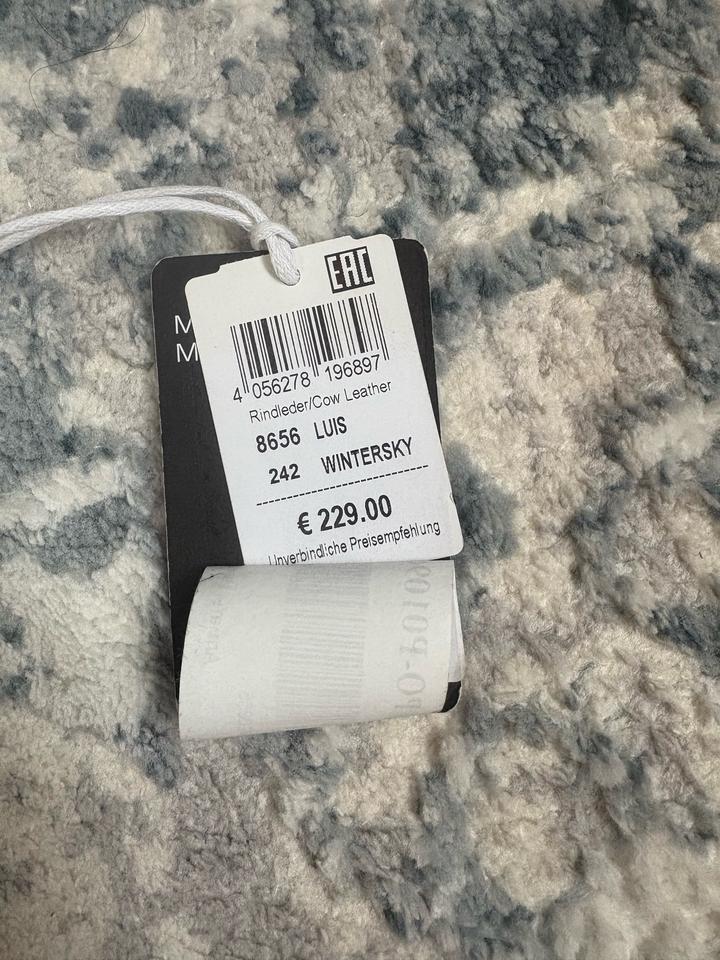 EAC
M
M
4 056278 196897
Rindleder/Cow Leather
8656 LUIS
242 WINTERSKY
€ 229.00
Unverbindliche Preisempfehlung